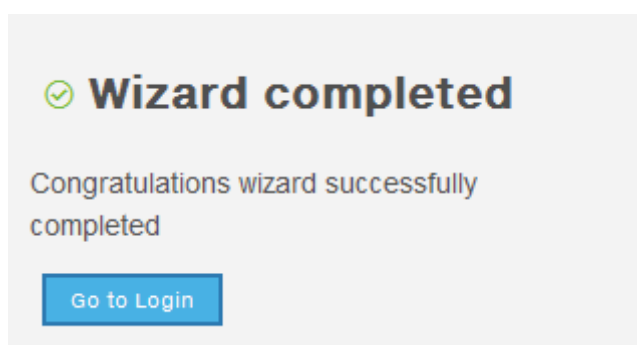 Wizard completed
Congratulations wizard successfully
completed
Go to Login